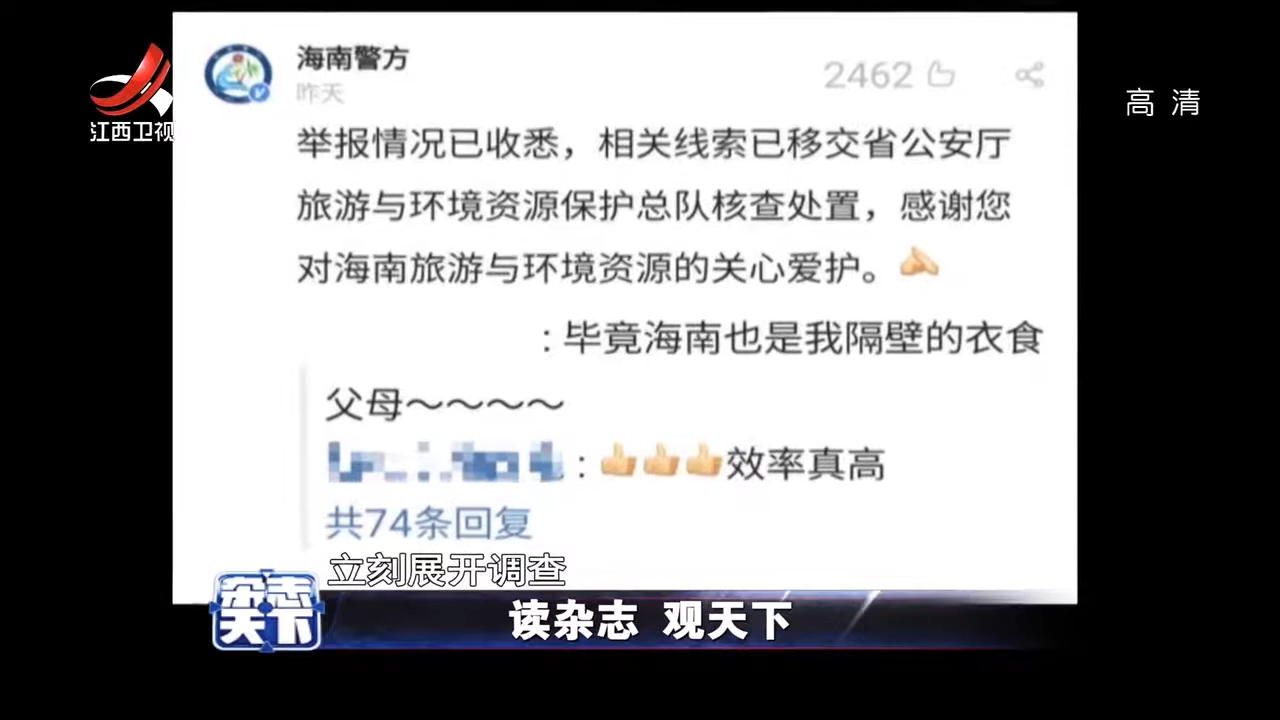 海南警方
昨天
2462
江西卫视
高清
举报情况已收悉，相关线索已移交省公安厅
旅游与环境资源保护总队核查处置，感谢您
对海南旅游与环境资源的关心爱护。
：毕竟海南也是我隔壁的衣食
父母～～～～
：👍👍👍效率真高
共74条回复
立刻展开调查
杂志
天下
读杂志 观天下